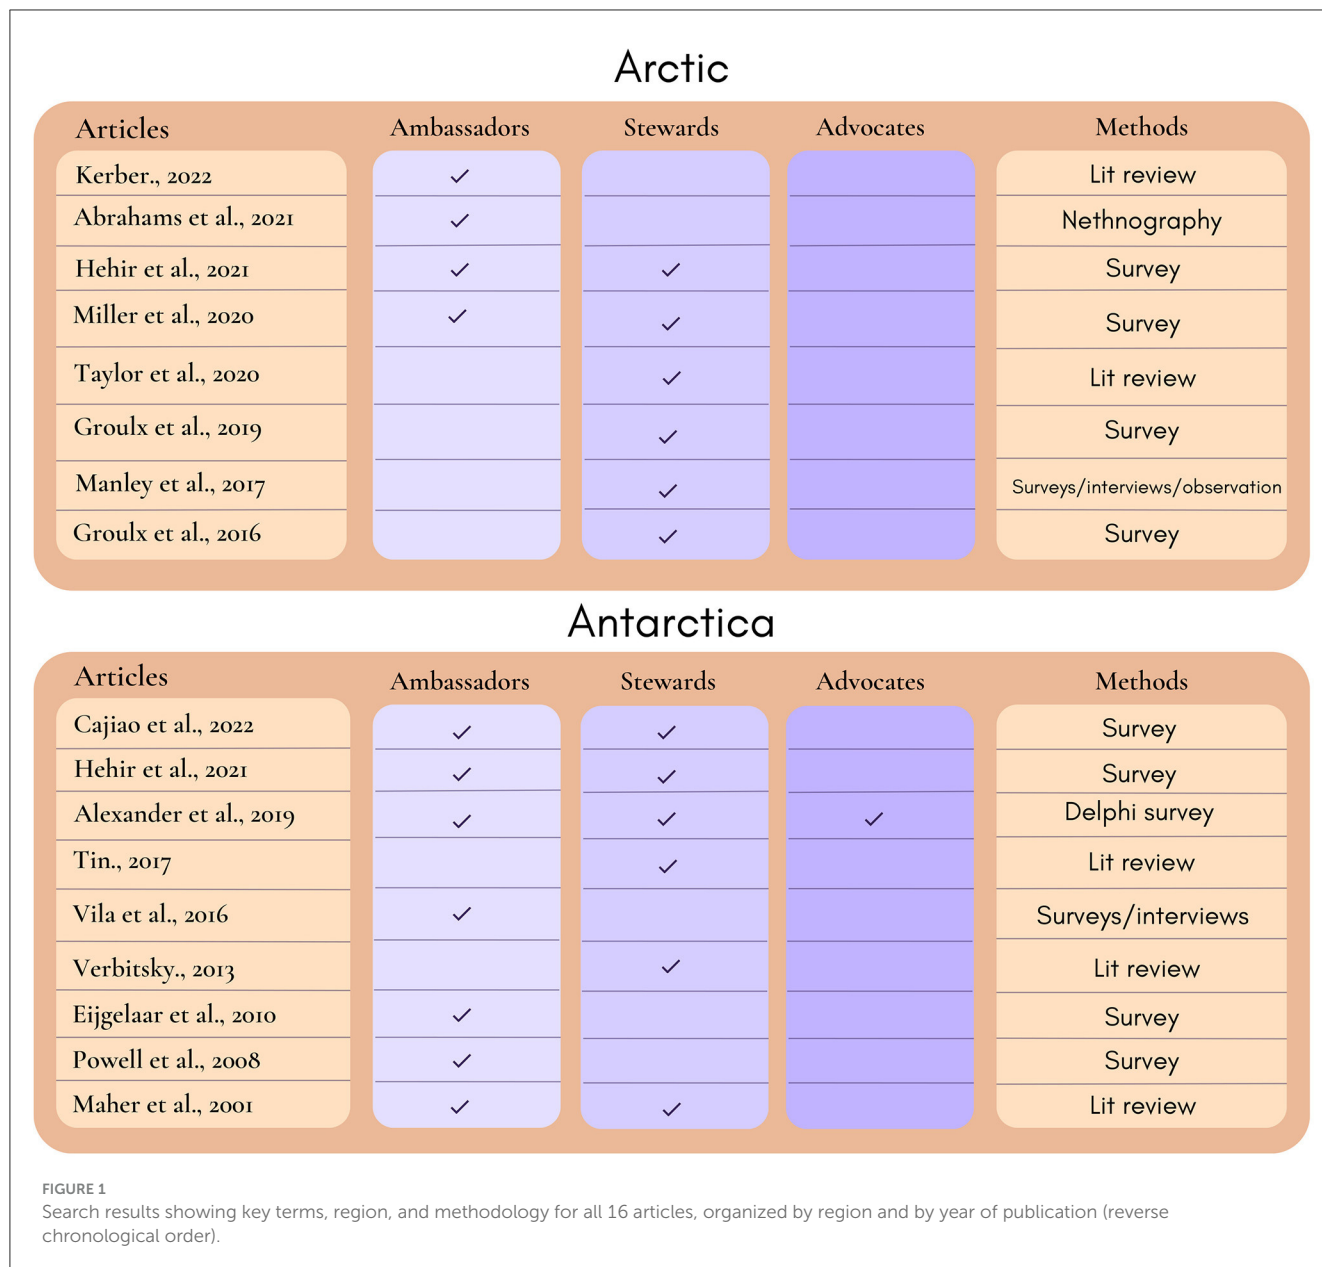 Arctic
Articles Ambassadors Stewards Advocates Methods
Kerber., 2022 ✓ Lit review
Abrahams et al., 2021 ✓ Nethnography
Hehir et al., 2021 ✓ ✓ Survey
Miller et al., 2020 ✓ ✓ Survey
Taylor et al., 2020 ✓ Lit review
Groulx et al., 2019 ✓ Survey
Manley et al., 2017 ✓ Surveys/interviews/observation
Groulx et al., 2016 ✓ Survey
Antarctica
Articles Ambassadors Stewards Advocates Methods
Cajiao et al., 2022 ✓ ✓ Survey
Hehir et al., 2021 ✓ ✓ Survey
Alexander et al., 2019 ✓ ✓ ✓ Delphi survey
Tin., 2017 ✓ Lit review
Vila et al., 2016 ✓ Surveys/interviews
Verbitsky., 2013 ✓ Lit review
Eijgelaar et al., 2010 ✓ Survey
Powell et al., 2008 ✓ Survey
Maher et al., 2001 ✓ ✓ Lit review
FIGURE 1
Search results showing key terms, region, and methodology for all 16 articles, organized by region and by year of publication (reverse
chronological order).